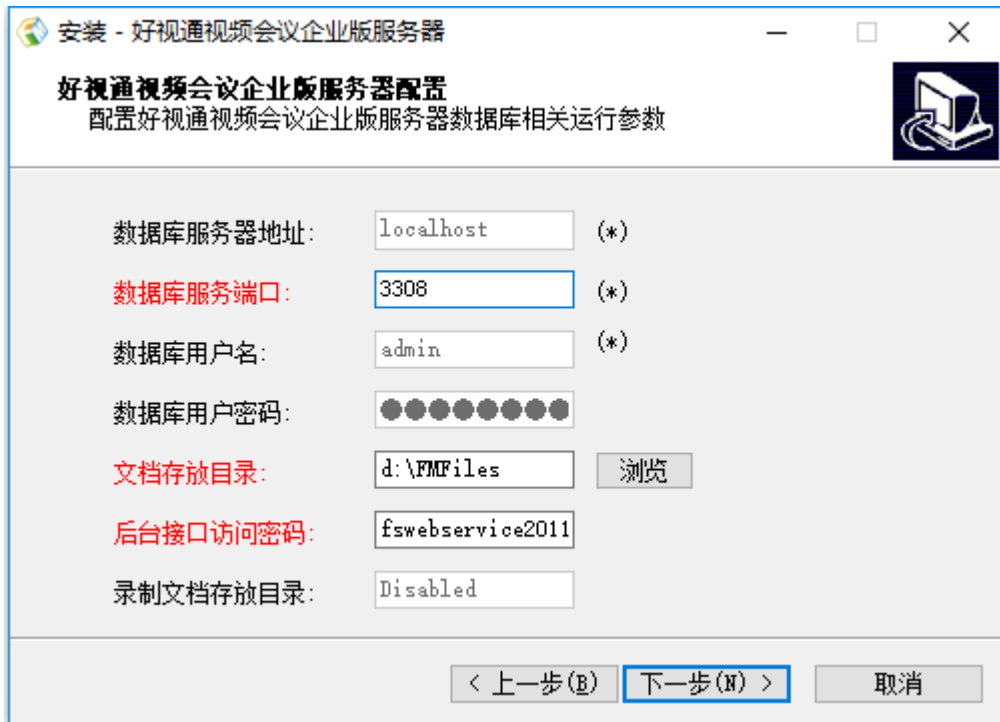 安装 - 好视通视频会议企业版服务器
好视通视频会议企业版服务器配置
配置好视通视频会议企业版服务器数据库相关运行参数
数据库服务器地址: localhost (*)
数据库服务端口: 3308 (*)
数据库用户名: admin (*)
数据库用户密码: ●●●●●●●●
文档存放目录: d:\FMFiles 浏览
后台接口访问密码: fswebservice2011
录制文档存放目录: Disabled
< 上一步(B) 下一步(N) > 取消